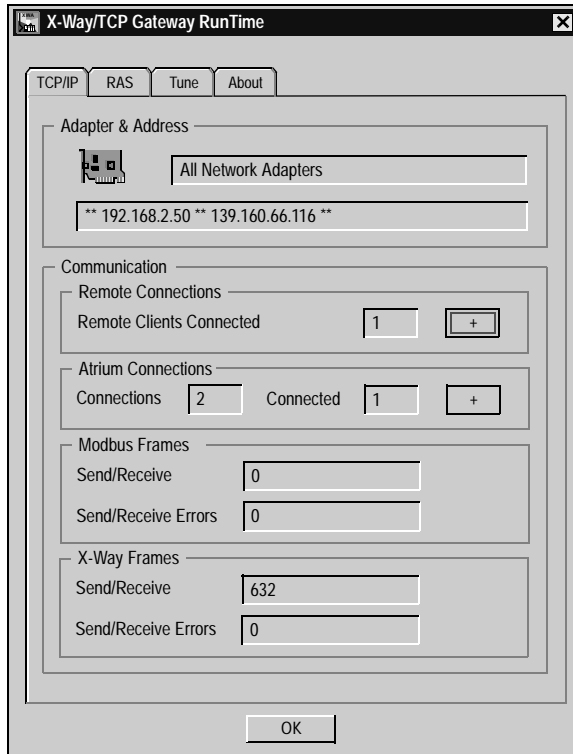 X-Way/TCP Gateway RunTime
TCP/IP RAS Tune About
Adapter & Address
All Network Adapters
** 192.168.2.50 ** 139.160.66.116 **
Communication
Remote Connections
Remote Clients Connected 1 +
Atrium Connections
Connections 2 Connected 1 +
Modbus Frames
Send/Receive 0
Send/Receive Errors 0
X-Way Frames
Send/Receive 632
Send/Receive Errors 0
OK